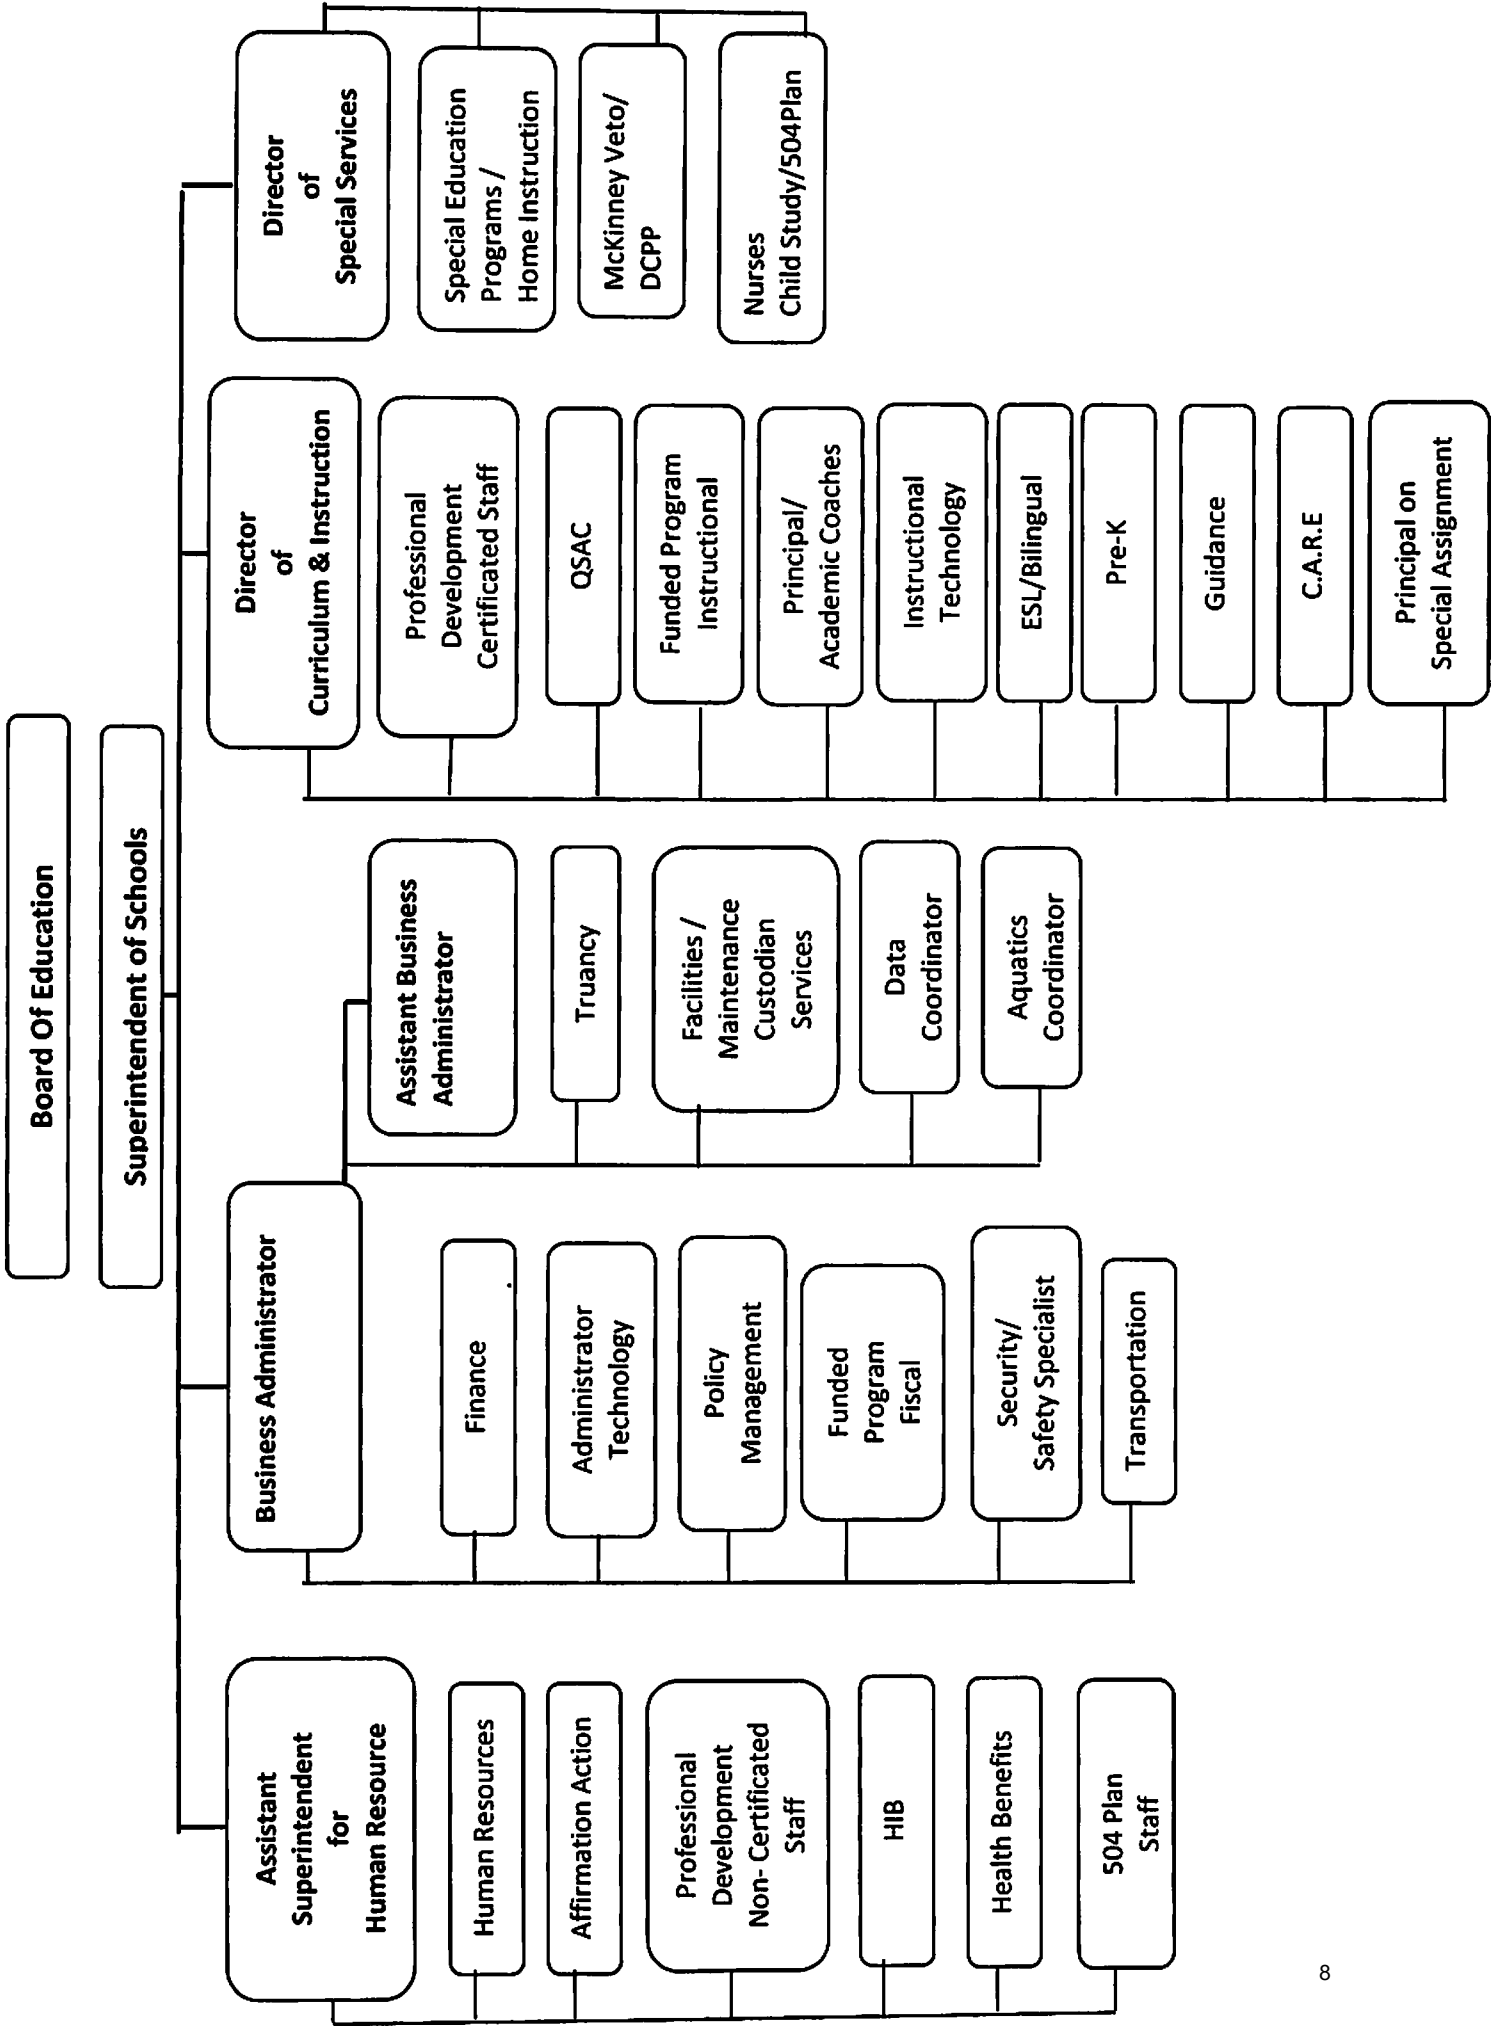 Board Of Education
Superintendent of Schools
Assistant
Superintendent
for
Human Resource
Human Resources
Affirmation Action
Professional
Development
Non- Certificated
Staff
HIB
Health Benefits
504 Plan
Staff
Business Administrator
Finance
Administrator
Technology
Policy
Management
Funded
Program
Fiscal
Security/
Safety Specialist
Transportation
Assistant Business
Administrator
Truancy
Facilities /
Maintenance
Custodian
Services
Data
Coordinator
Aquatics
Coordinator
Director
of
Curriculum & Instruction
Professional
Development
Certificated Staff
QSAC
Funded Program
Instructional
Principal/
Academic Coaches
Instructional
Technology
ESL/Bilingual
Pre-K
Guidance
C.A.R.E
Principal on
Special Assignment
Director
of
Special Services
Special Education
Programs /
Home Instruction
McKinney Veto/
DCPP
Nurses
Child Study/504Plan
8